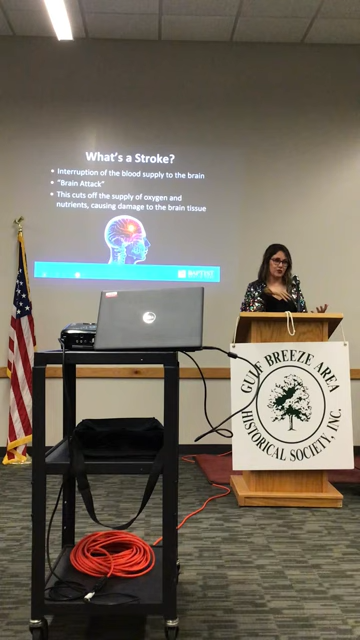 What's a Stroke?
• Interruption of the blood supply to the brain
• "Brain Attack"
• This cuts off the supply of oxygen and
nutrients, causing damage to the brain tissue
DELL
GULF BREEZE AREA
HISTORICAL SOCIETY, INC.